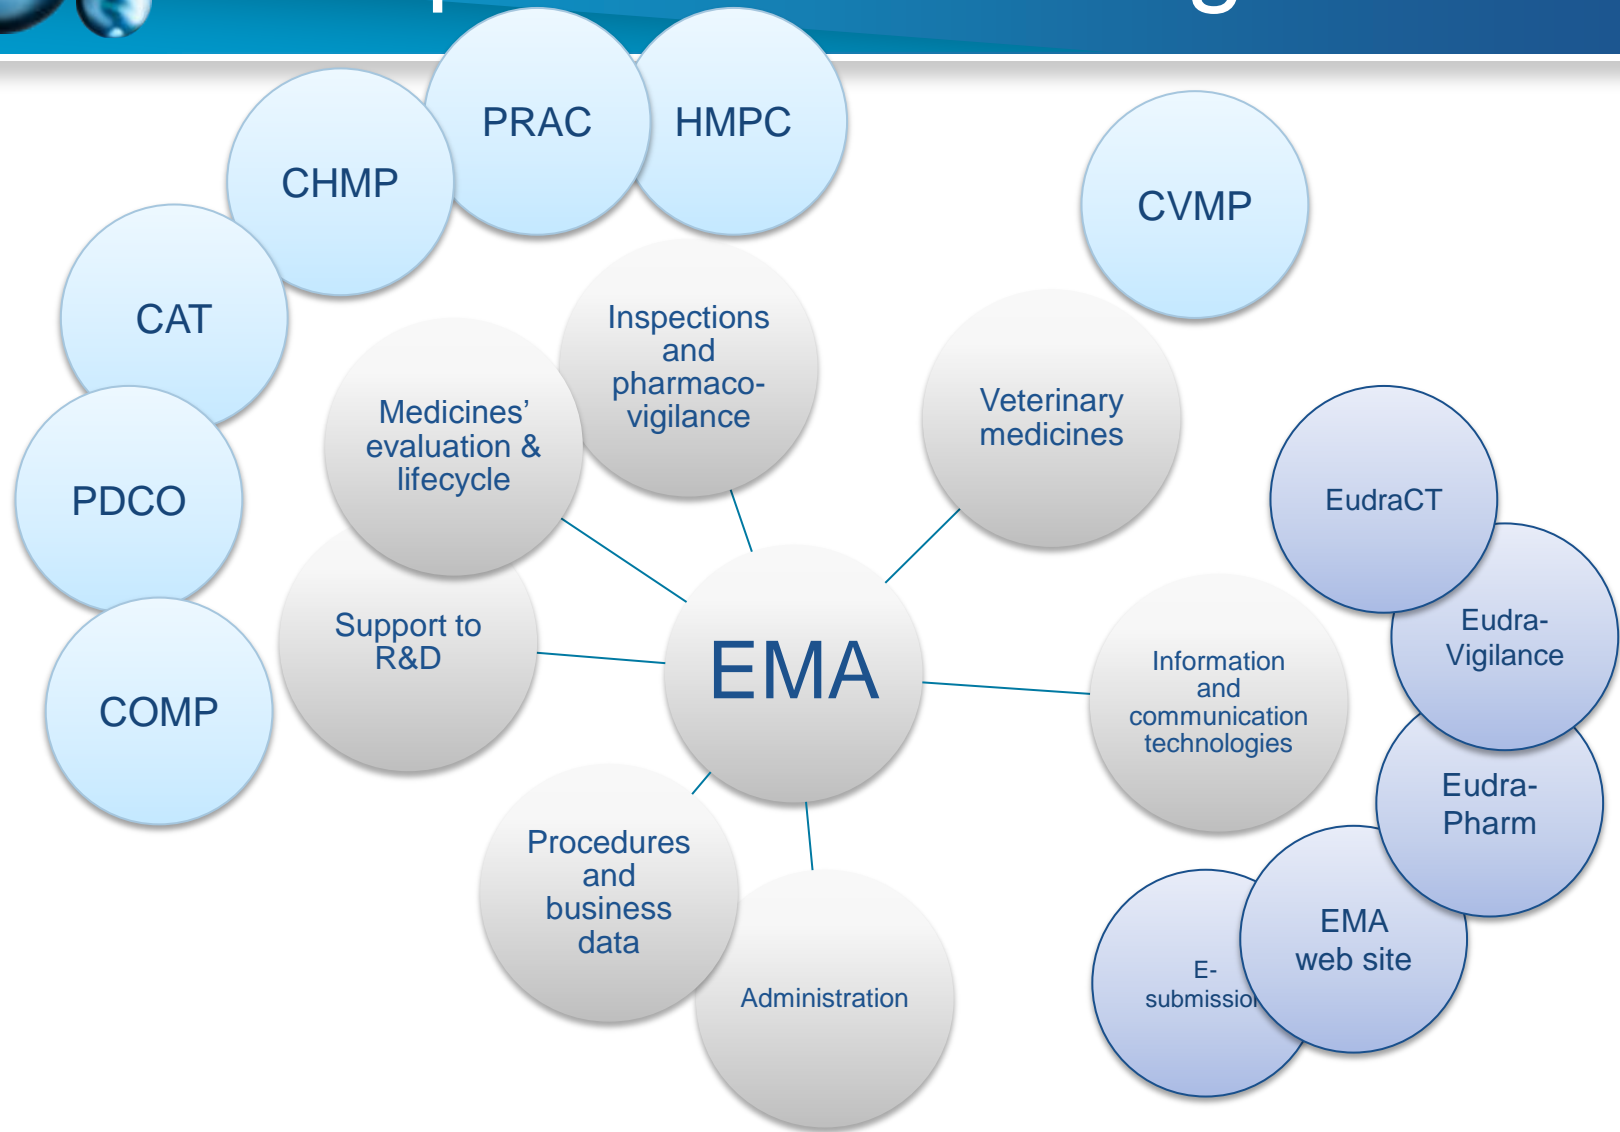 PRAC
HMPC
CHMP
CVMP
CAT
PDCO
COMP
Inspections
and
pharmaco-
vigilance
Medicines’
evaluation &
lifecycle
Veterinary
medicines
Support to
R&D
EMA
EudraCT
Eudra-
Vigilance
Information
and
communication
technologies
Eudra-
Pharm
Procedures
and
business
data
Administration
EMA
web site
E-
submission